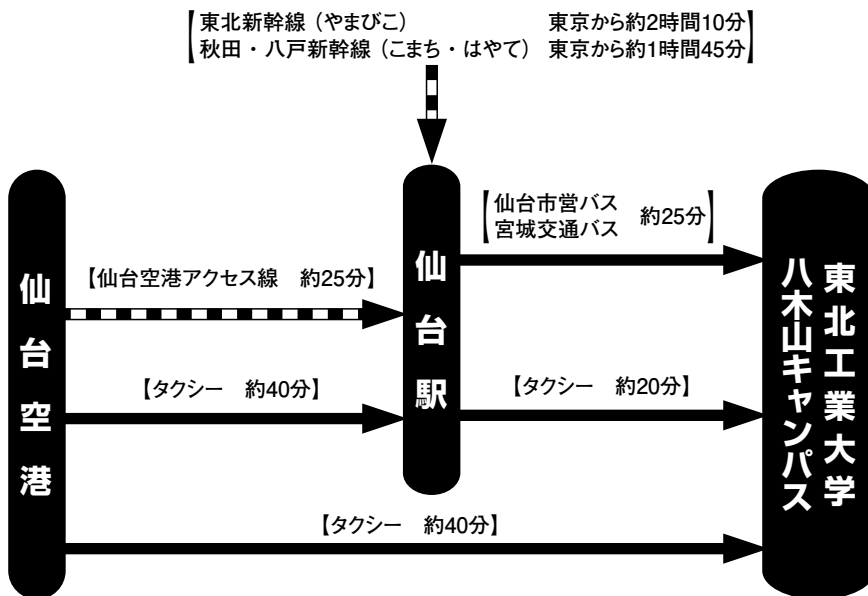 【東北新幹線(やまびこ) 東京から約2時間10分
秋田・八戸新幹線(こまち・はやて) 東京から約1時間45分】
仙台空港
【仙台空港アクセス線 約25分】
【タクシー 約40分】
仙台駅
【仙台市営バス
宮城交通バス 約25分】
【タクシー 約20分】
【タクシー 約40分】
東北工業大学
八木山キャンパス